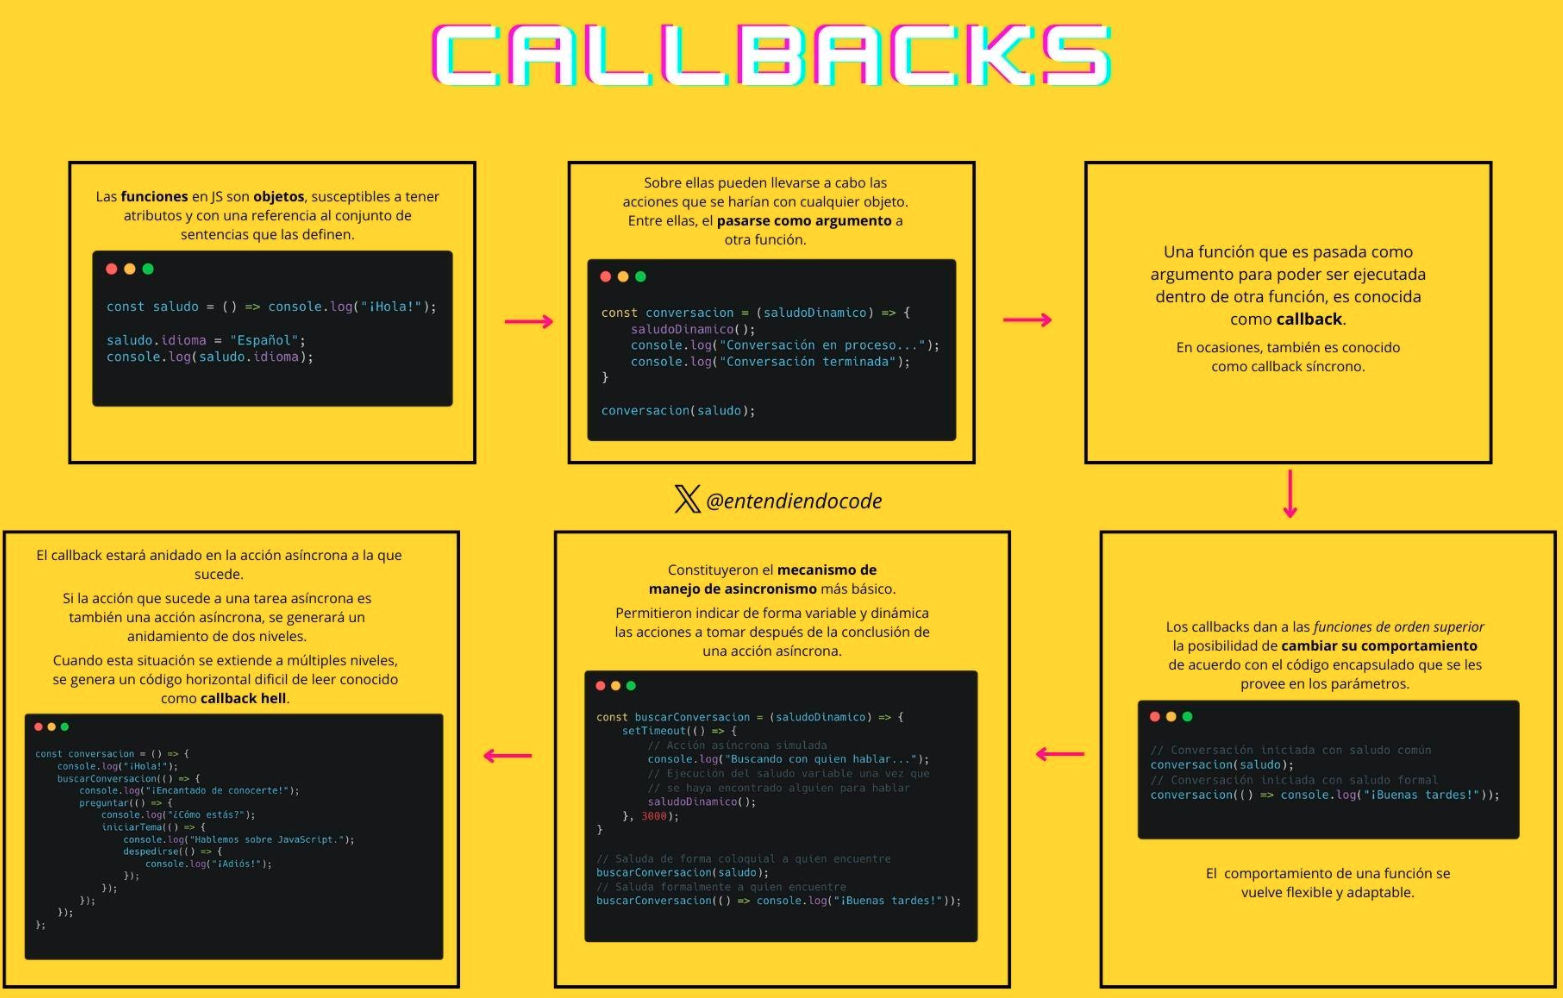 CALLBACKS
Las funciones en JS son objetos, susceptibles a tener
atributos y con una referencia al conjunto de
sentencias que las definen.
const saludo = () => console.log("¡Hola!");
saludo.idioma = "Español";
console.log(saludo.idioma);
Sobre ellas pueden llevarse a cabo las
acciones que se harían con cualquier objeto.
Entre ellas, el pasarse como argumento a
otra función.
const conversacion = (saludoDinamico) => {
    saludoDinamico();
    console.log("Conversación en proceso...");
    console.log("Conversación terminada");
}
conversacion(saludo);
Una función que es pasada como
argumento para poder ser ejecutada
dentro de otra función, es conocida
como callback.
En ocasiones, también es conocido
como callback síncrono.
@entendiendocode
Los callbacks dan a las funciones de orden superior
la posibilidad de cambiar su comportamiento
de acuerdo con el código encapsulado que se les
provee en los parámetros.
// Conversación iniciada con saludo común
conversacion(saludo);
// Conversación iniciada con saludo formal
conversacion(() => console.log("¡Buenas tardes!"));
El comportamiento de una función se
vuelve flexible y adaptable.
Constituyeron el mecanismo de
manejo de asincronismo más básico.
Permitieron indicar de forma variable y dinámica
las acciones a tomar después de la conclusión de
una acción asíncrona.
const buscarConversacion = (saludoDinamico) => {
    setTimeout(() => {
        // Acción asíncrona simulada
        console.log("Buscando con quien hablar...");
        // Ejecución del saludo variable una vez que
        // se haya encontrado alguien para hablar
        saludoDinamico();
    }, 3000);
}
// Saluda de forma coloquial a quien encuentre
buscarConversacion(saludo);
// Saluda formalmente a quien encuentre
buscarConversacion(() => console.log("¡Buenas tardes!"));
El callback estará anidado en la acción asíncrona a la que
sucede.
Si la acción que sucede a una tarea asíncrona es
también una acción asíncrona, se generará un
anidamiento de dos niveles.
Cuando esta situación se extiende a múltiples niveles,
se genera un código horizontal dificil de leer conocido
como callback hell.
const conversacion = () => {
    console.log("¡Hola!");
    buscarConversacion(() => {
        console.log("¡Encantado de conocerte!");
        preguntar(() => {
            console.log("¿Cómo estás?");
            iniciarTema(() => {
                console.log("Hablemos sobre JavaScript.");
                despedirse(() => {
                    console.log("¡Adiós!");
                });
            });
        });
    });
};